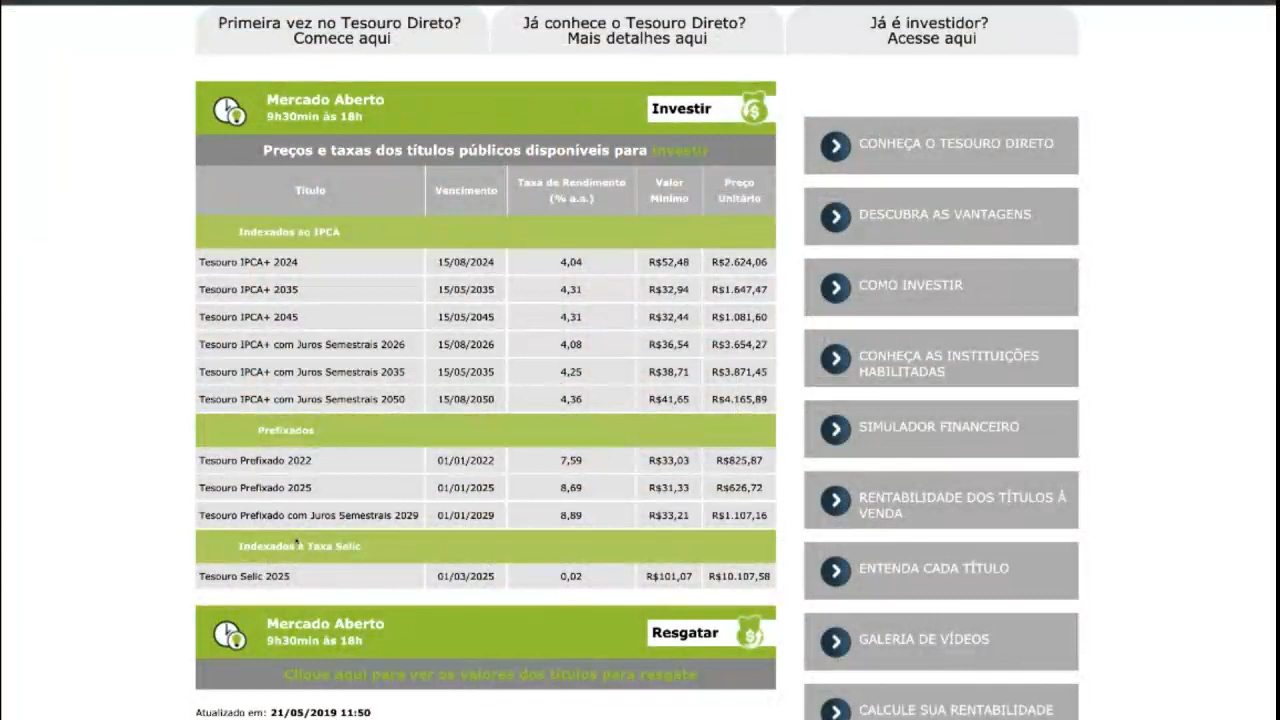 Primeira vez no Tesouro Direto?
Comece aqui
Já conhece o Tesouro Direto?
Mais detalhes aqui
Já é investidor?
Acesse aqui
Mercado Aberto
9h30min às 18h
Investir
Preços e taxas dos títulos públicos disponíveis para investir
Título Vencimento Taxa de Rendimento (% a.a.) Valor Mínimo Preço Unitário
Indexados ao IPCA
Tesouro IPCA+ 2024 15/08/2024 4,04 R$52,48 R$2.624,06
Tesouro IPCA+ 2035 15/05/2035 4,31 R$32,94 R$1.647,47
Tesouro IPCA+ 2045 15/05/2045 4,31 R$32,44 R$1.081,60
Tesouro IPCA+ com Juros Semestrais 2026 15/08/2026 4,08 R$36,54 R$3.654,27
Tesouro IPCA+ com Juros Semestrais 2035 15/05/2035 4,25 R$38,71 R$3.871,45
Tesouro IPCA+ com Juros Semestrais 2050 15/08/2050 4,36 R$41,65 R$4.165,89
Prefixados
Tesouro Prefixado 2022 01/01/2022 7,59 R$33,03 R$825,87
Tesouro Prefixado 2025 01/01/2025 8,69 R$31,33 R$626,72
Tesouro Prefixado com Juros Semestrais 2029 01/01/2029 8,89 R$33,21 R$1.107,16
Indexados à Taxa Selic
Tesouro Selic 2025 01/03/2025 0,02 R$101,07 R$10.107,58
Mercado Aberto
9h30min às 18h
Resgatar
Clique aqui para ver os valores dos títulos para resgate
Atualizado em: 21/05/2019 11:50
CONHEÇA O TESOURO DIRETO
DESCUBRA AS VANTAGENS
COMO INVESTIR
CONHEÇA AS INSTITUIÇÕES
HABILITADAS
SIMULADOR FINANCEIRO
RENTABILIDADE DOS TÍTULOS À
VENDA
ENTENDA CADA TÍTULO
GALERIA DE VÍDEOS
CALCULE SUA RENTABILIDADE